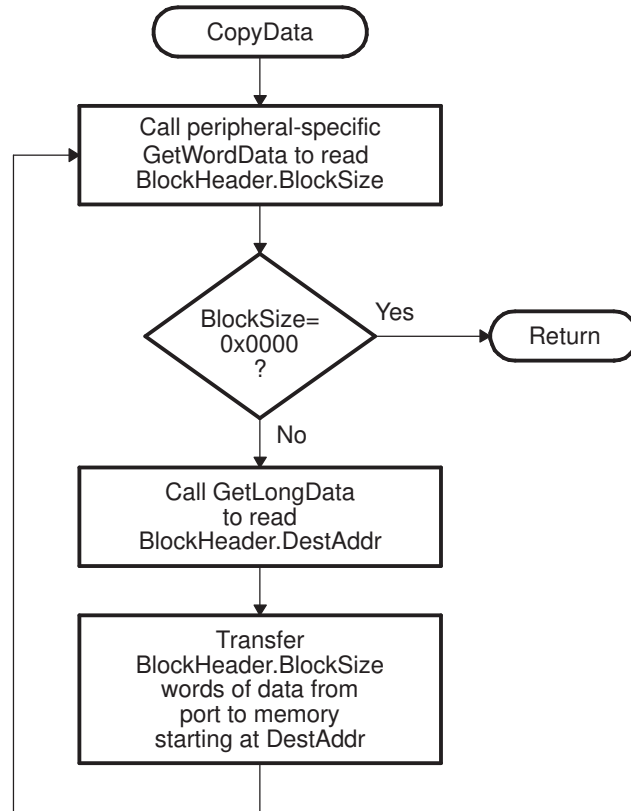 CopyData
Call peripheral-specific
GetWordData to read
BlockHeader.BlockSize
BlockSize=
0x0000
?
Yes
Return
No
Call GetLongData
to read
BlockHeader.DestAddr
Transfer
BlockHeader.BlockSize
words of data from
port to memory
starting at DestAddr